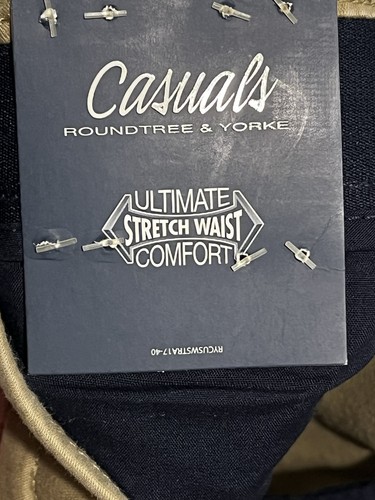 Casuals
ROUNDTREE & YORKE
ULTIMATE
STRETCH WAIST
COMFORT
RYCUSWSTRA17-40